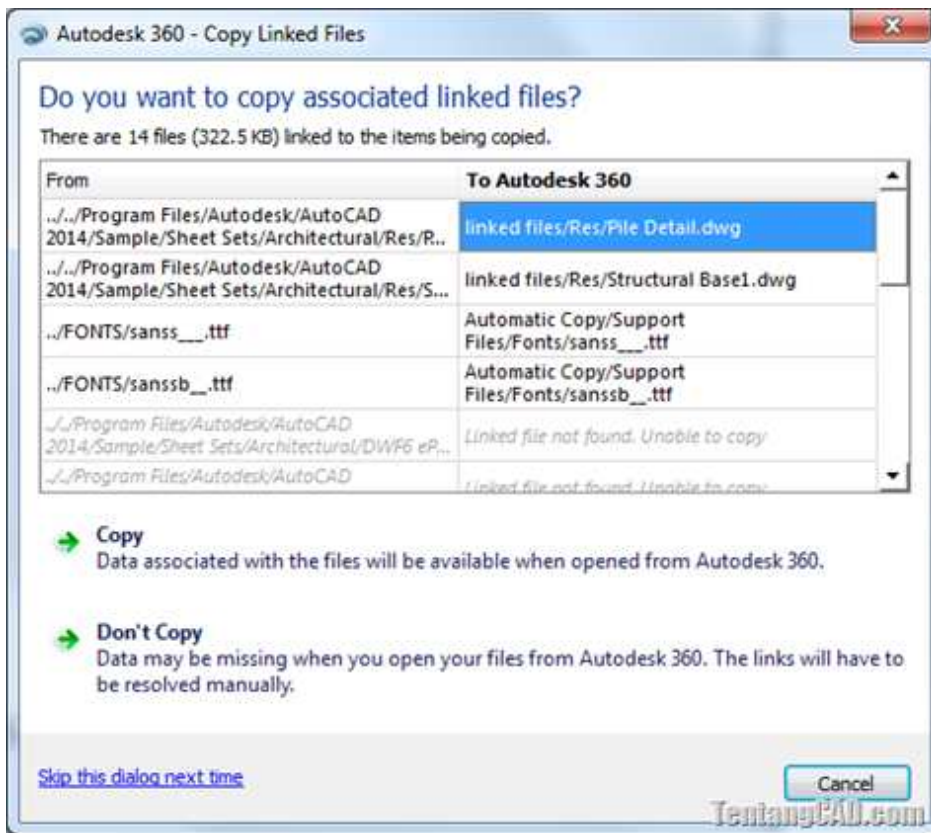 Autodesk 360 - Copy Linked Files
Do you want to copy associated linked files?
There are 14 files (322.5 KB) linked to the items being copied.
From
To Autodesk 360
../../Program Files/Autodesk/AutoCAD
2014/Sample/Sheet Sets/Architectural/Res/P...
linked files/Res/Pile Detail.dwg
../../Program Files/Autodesk/AutoCAD
2014/Sample/Sheet Sets/Architectural/Res/S...
linked files/Res/Structural Base1.dwg
../FONTS/sanss___.ttf
Automatic Copy/Support
Files/Fonts/sanss___.ttf
../FONTS/sanssb__.ttf
Automatic Copy/Support
Files/Fonts/sanssb__.ttf
../../Program Files/Autodesk/AutoCAD
2014/Sample/Sheet Sets/Architectural/DWF6 eP...
Linked file not found. Unable to copy
../../Program Files/Autodesk/AutoCAD
Linked file not found. Unable to copy
Copy
Data associated with the files will be available when opened from Autodesk 360.
Don't Copy
Data may be missing when you open your files from Autodesk 360. The links will have to
be resolved manually.
Skip this dialog next time
Cancel
TentangCAD.com